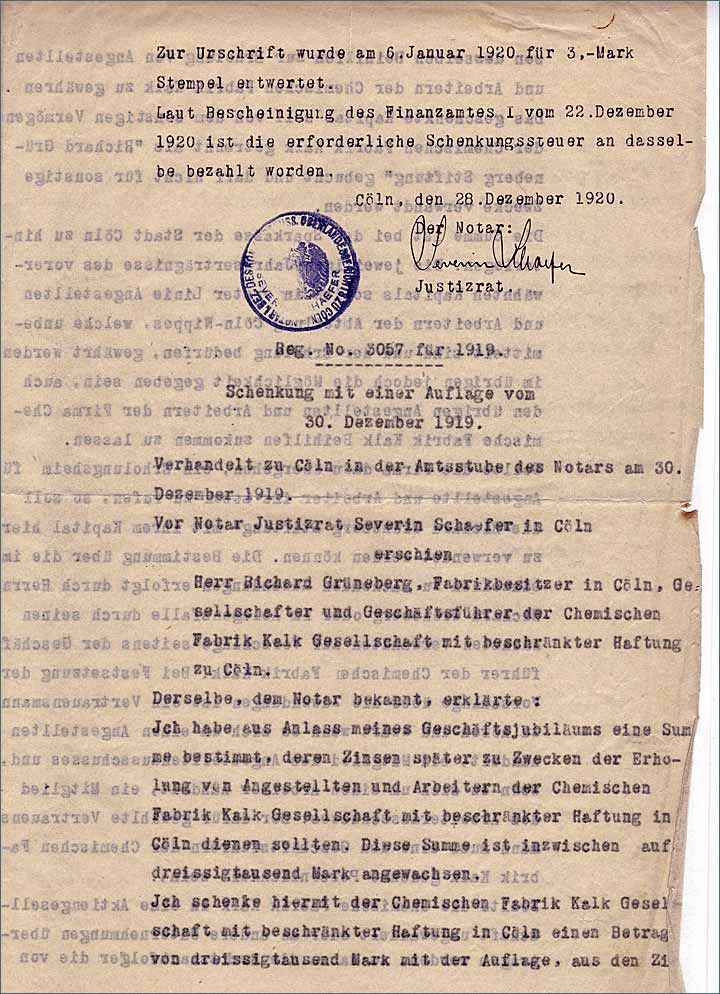 Zur Urschrift wurde am 6. Januar 1920 für 3,-Mark
Stempel entwertet.
Laut Bescheinigung des Finanzamtes I vom 22.Dezember
1920 ist die erforderliche Schenkungssteuer an dassel-
be bezahlt worden.
Cöln, den 28.Dezember 1920.
Der Notar:
Severin Schaefer
Justizrat.
Reg. No. 3057 für 1919.
Schenkung mit einer Auflage vom
30. Dezember 1919.
Verhandelt zu Cöln in der Amtsstube des Notars am 30.
Dezember 1919.
Vor Notar Justizrat Severin Schaefer in Cöln
erschien
Herr Richard Grüneberg, Fabrikbesitzer in Cöln, Ge-
sellschafter und Geschäftsführer der Chemischen
Fabrik Kalk Gesellschaft mit beschränkter Haftung
zu Cöln.
Derselbe, dem Notar bekannt, erklärte :
Ich habe aus Anlass meines Geschäftsjubiläums eine Sum
me bestimmt, deren Zinsen später zu Zwecken der Erho-
lung von Angestellten und Arbeitern der Chemischen
Fabrik Kalk Gesellschaft mit beschränkter Haftung in
Cöln dienen sollten. Diese Summe ist inzwischen auf
dreissigtausend Mark angewachsen.
Jch schenke hiermit der Chemischen Fabrik Kalk Gesel-
schaft mit beschränkter Haftung in Cöln einen Betrag
von dreissigtausend Mark mit der Auflage, aus den Zi